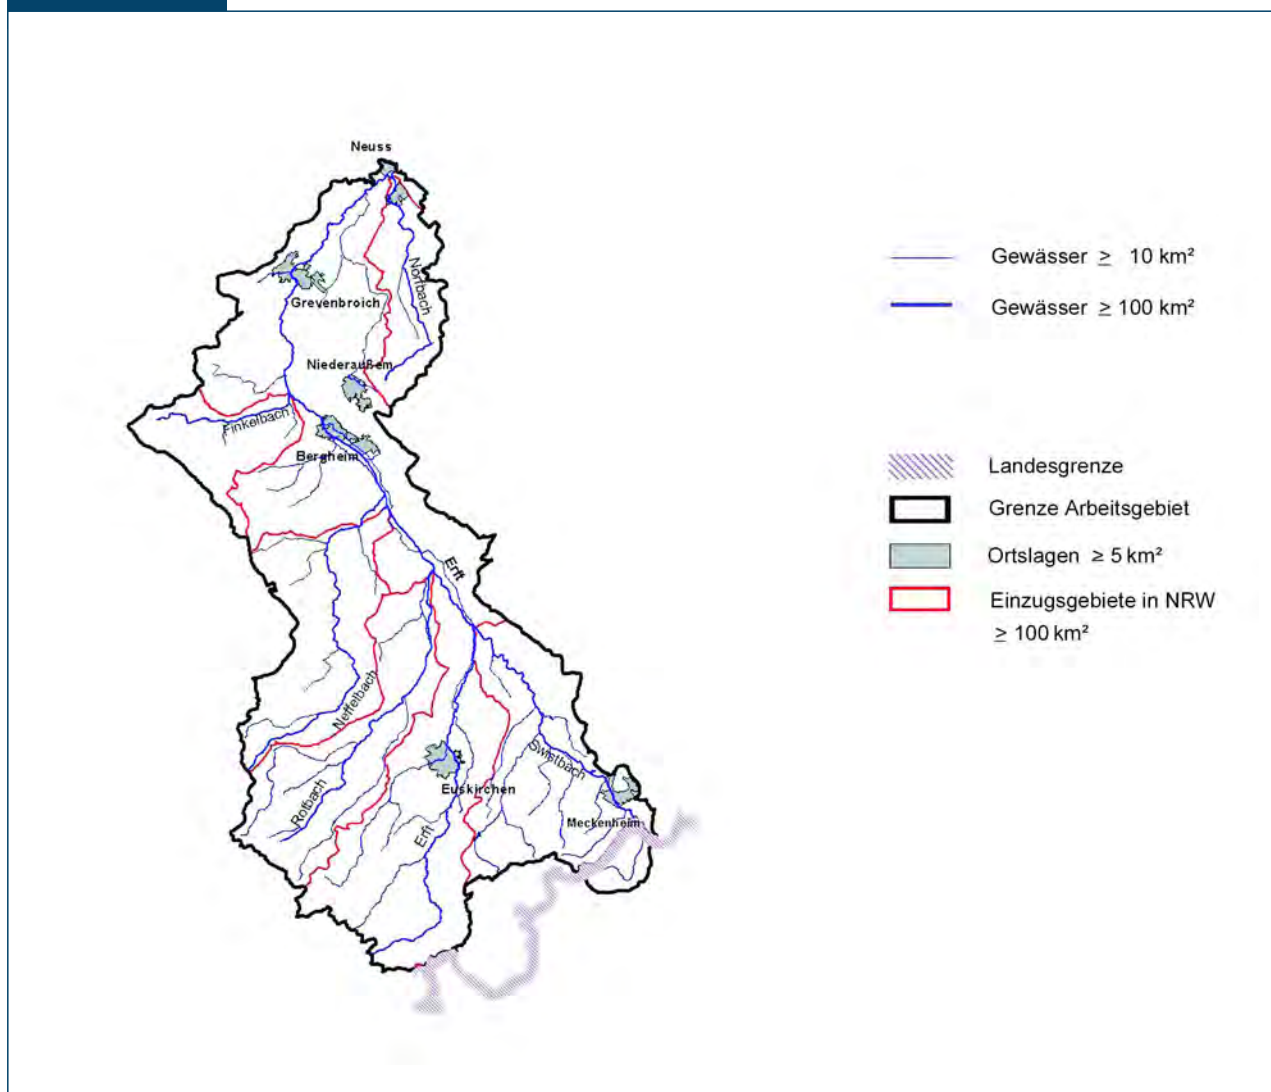 Neuss
Norfbach
Grevenbroich
Niederaußem
Finkelbach
Bergheim
Erft
Neffelbach
Swistbach
Rotbach
Euskirchen
Erft
Meckenheim
Gewässer ≥ 10 km²
Gewässer ≥ 100 km²
Landesgrenze
Grenze Arbeitsgebiet
Ortslagen ≥ 5 km²
Einzugsgebiete in NRW
≥ 100 km²